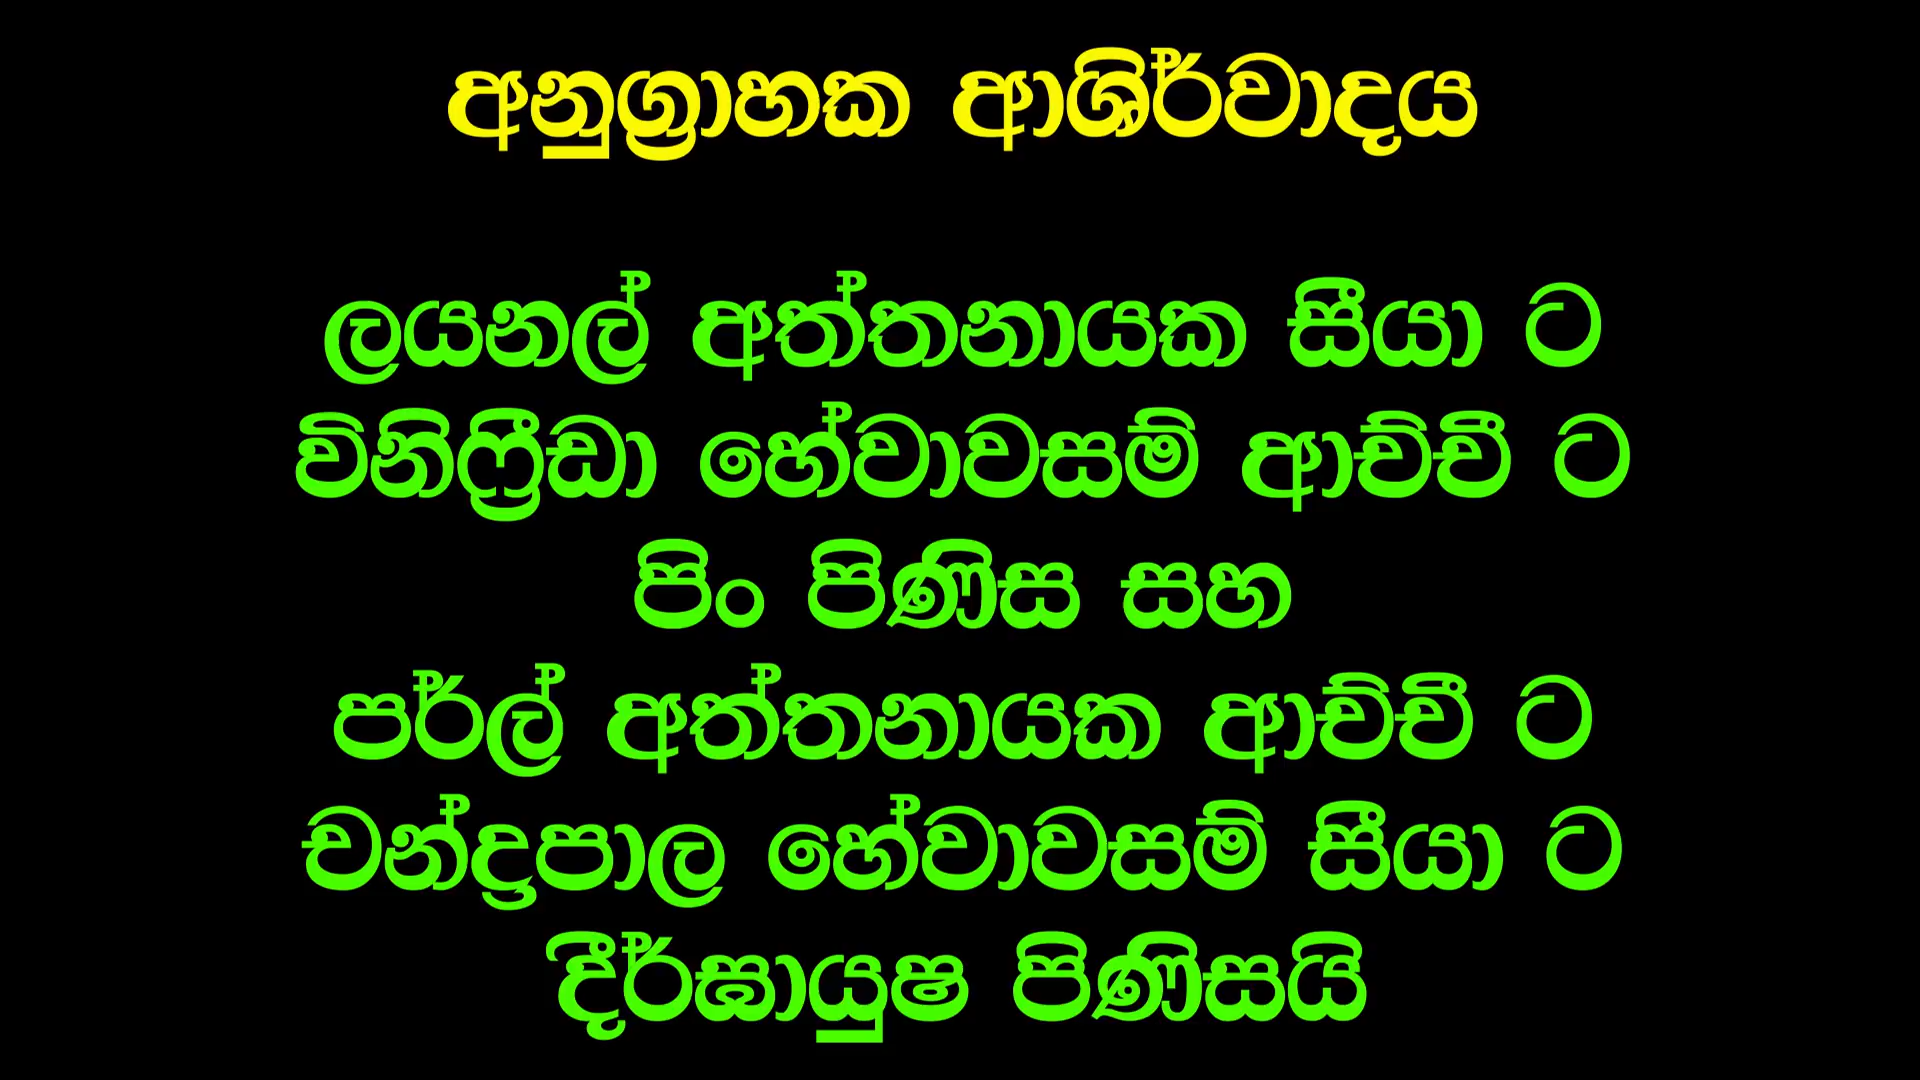 අනුග්‍රාහක ආශිර්වාදය
ලයනල් අත්තනායක සීයා ට
විනිෆ්‍රීඩා හේවාවසම් ආච්චී ට
පිං පිණිස සහ
පර්ල් අත්තනායක ආච්චී ට
චන්ද්‍රපාල හේවාවසම් සීයා ට
දීර්ඝායුෂ පිණිසයි